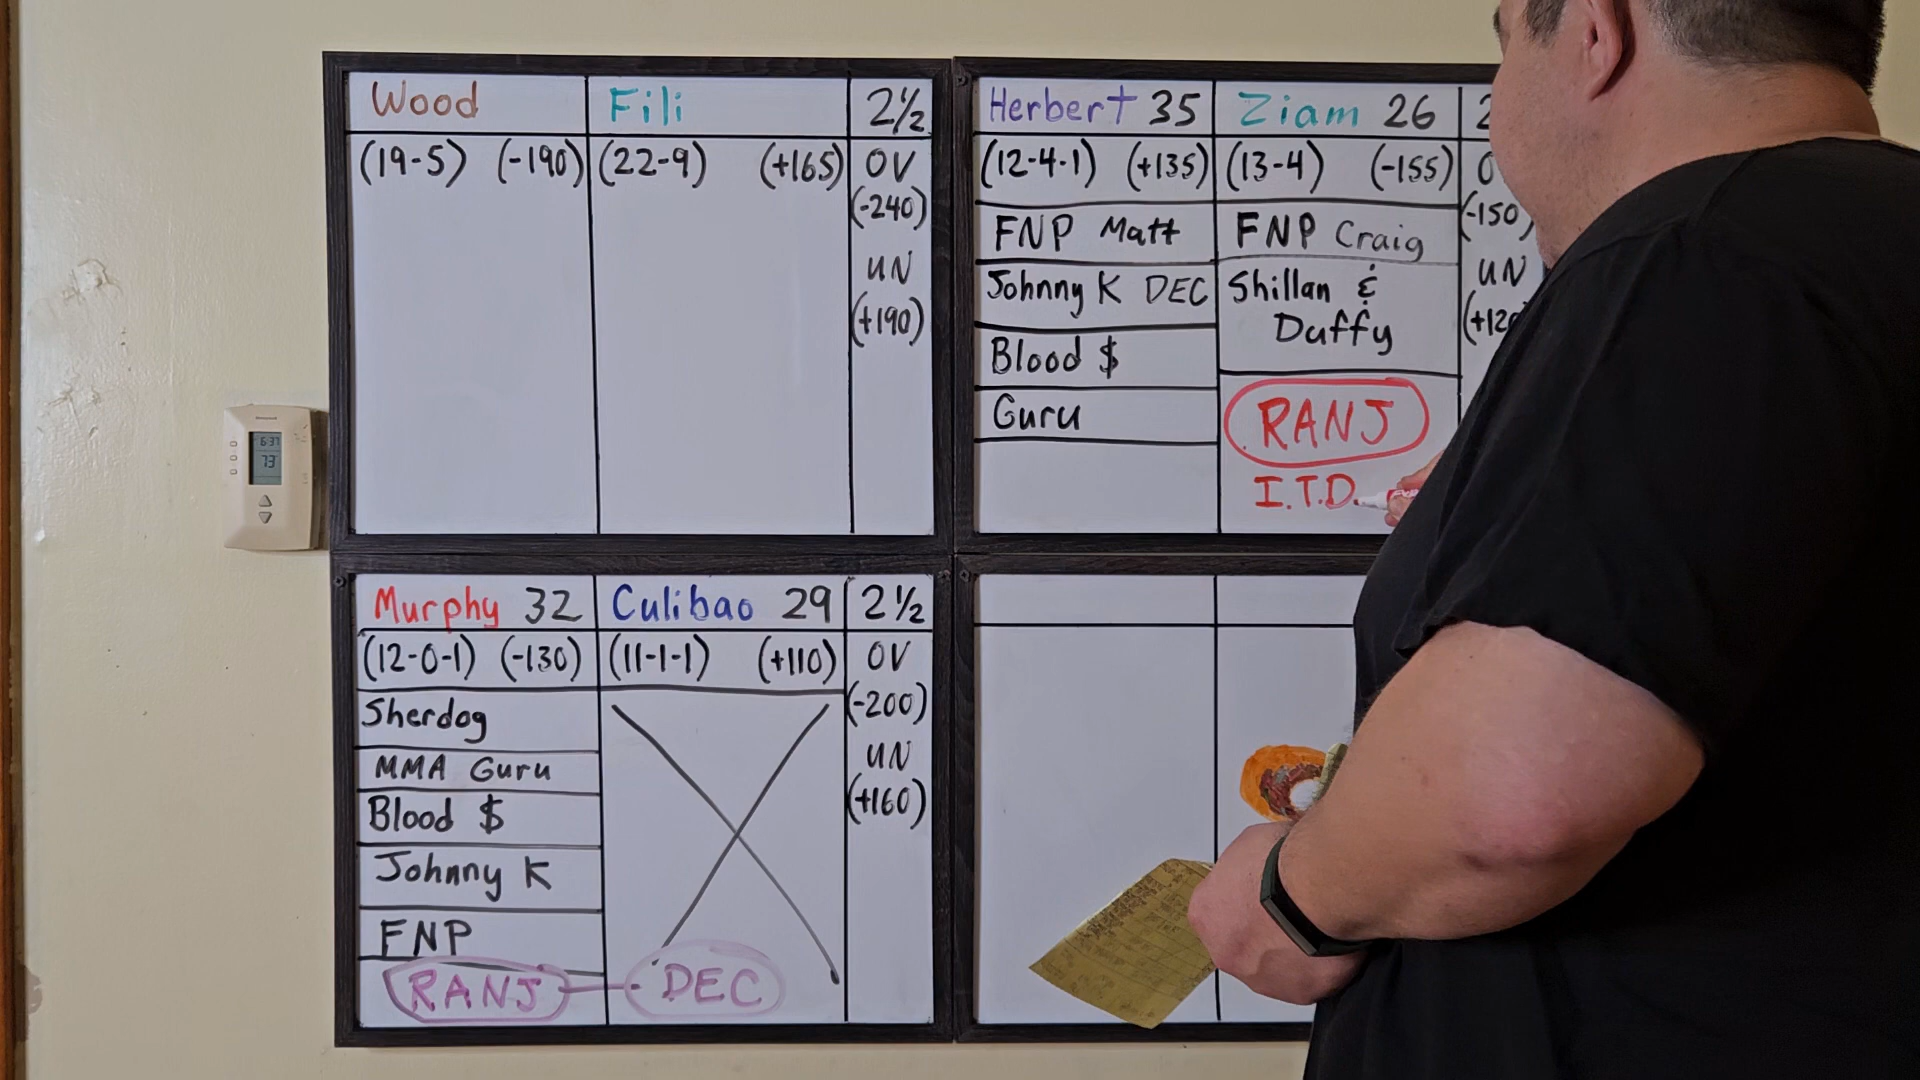 Wood Fili 2½
(19-5) (-190) (22-9) (+165) OV
(-240)
UN
(+190)
Herbert 35 Ziam 26 2
(12-4-1) (+135) (13-4) (-155)
(-150)
FNP Matt FNP Craig
UN
Johnny K DEC Shillan &
Duffy
Blood $
Guru
RANJ
I.T.D.
6:37
73
Murphy 32 Culibao 29 2½
(12-0-1) (-130) (11-1-1) (+110) OV
(-200)
Sherdog
UN
MMA Guru
(+160)
Blood $
Johnny K
FNP
RANJ - DEC